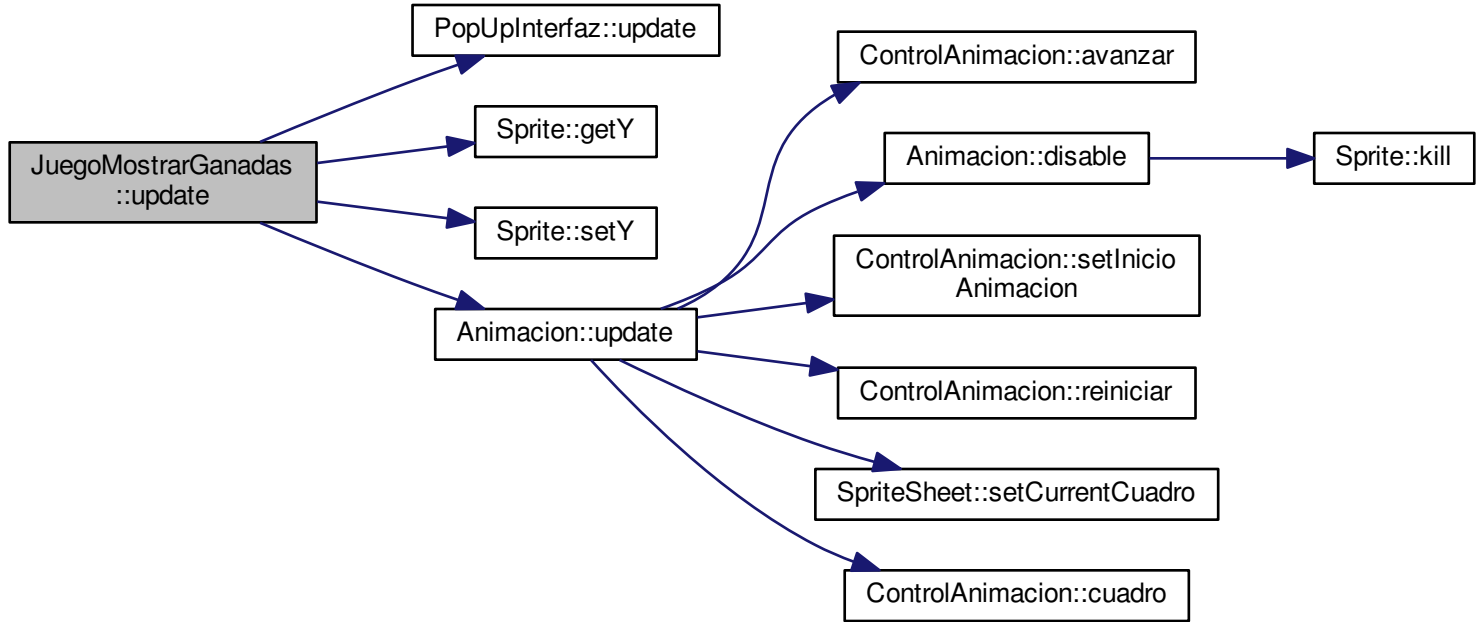 JuegoMostrarGanadas
::update
PopUpInterfaz::update
Sprite::getY
Sprite::setY
Animacion::update
ControlAnimacion::avanzar
Animacion::disable
Sprite::kill
ControlAnimacion::setInicio
Animacion
ControlAnimacion::reiniciar
SpriteSheet::setCurrentCuadro
ControlAnimacion::cuadro